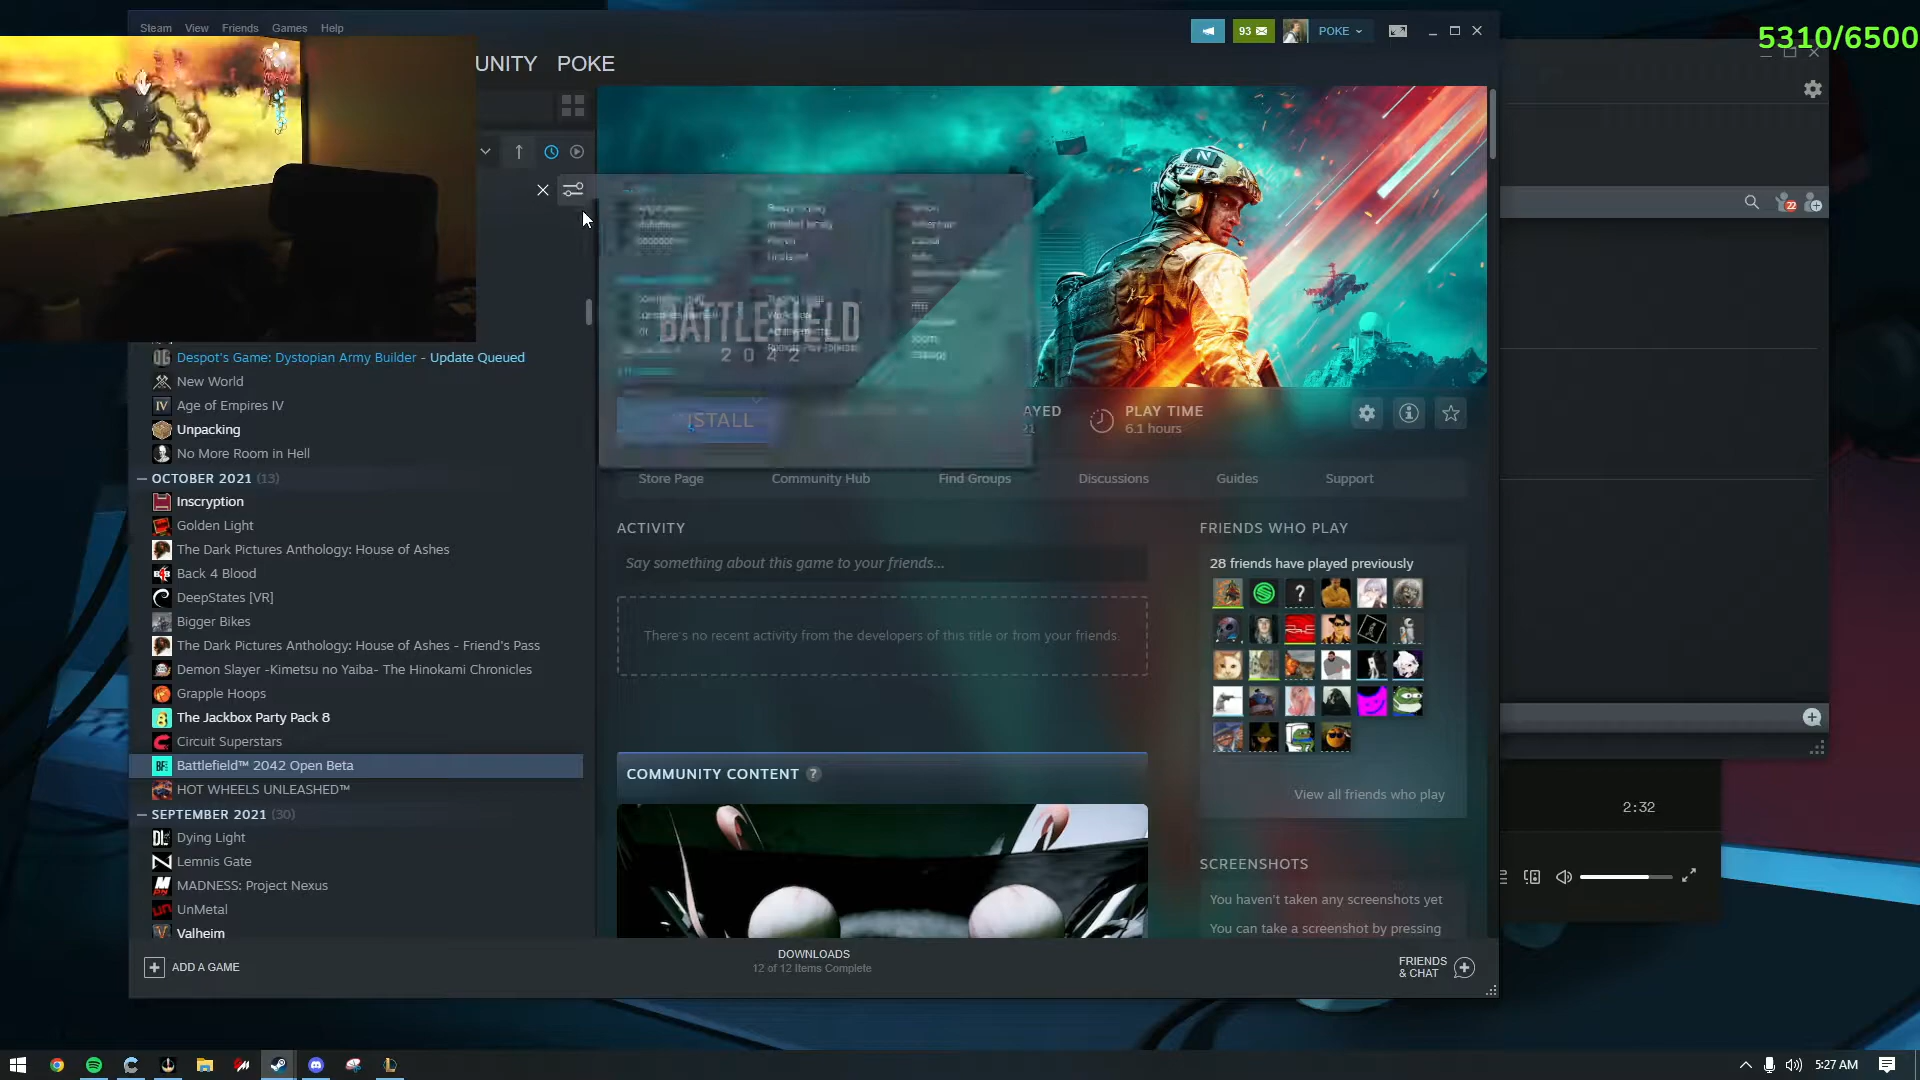 Steam View Friends Games Help
93
POKE
5310/6500
UNITY POKE
22
BATTLEFIELD
2042
Despot's Game: Dystopian Army Builder - Update Queued
New World
Age of Empires IV
Unpacking
No More Room in Hell
OCTOBER 2021 (13)
Inscryption
Golden Light
The Dark Pictures Anthology: House of Ashes
Back 4 Blood
DeepStates [VR]
Bigger Bikes
The Dark Pictures Anthology: House of Ashes - Friend's Pass
Demon Slayer -Kimetsu no Yaiba- The Hinokami Chronicles
Grapple Hoops
The Jackbox Party Pack 8
Circuit Superstars
Battlefield™ 2042 Open Beta
HOT WHEELS UNLEASHED™
SEPTEMBER 2021 (30)
Dying Light
Lemnis Gate
MADNESS: Project Nexus
UnMetal
Valheim
ADD A GAME
STALL
AYED
21
PLAY TIME
6.1 hours
Store Page Community Hub Find Groups Discussions Guides Support
ACTIVITY
Say something about this game to your friends...
There's no recent activity from the developers of this title or from your friends.
COMMUNITY CONTENT ?
FRIENDS WHO PLAY
28 friends have played previously
View all friends who play
SCREENSHOTS
You haven't taken any screenshots yet
You can take a screenshot by pressing
DOWNLOADS
12 of 12 Items Complete
FRIENDS
& CHAT
2:32
5:27 AM